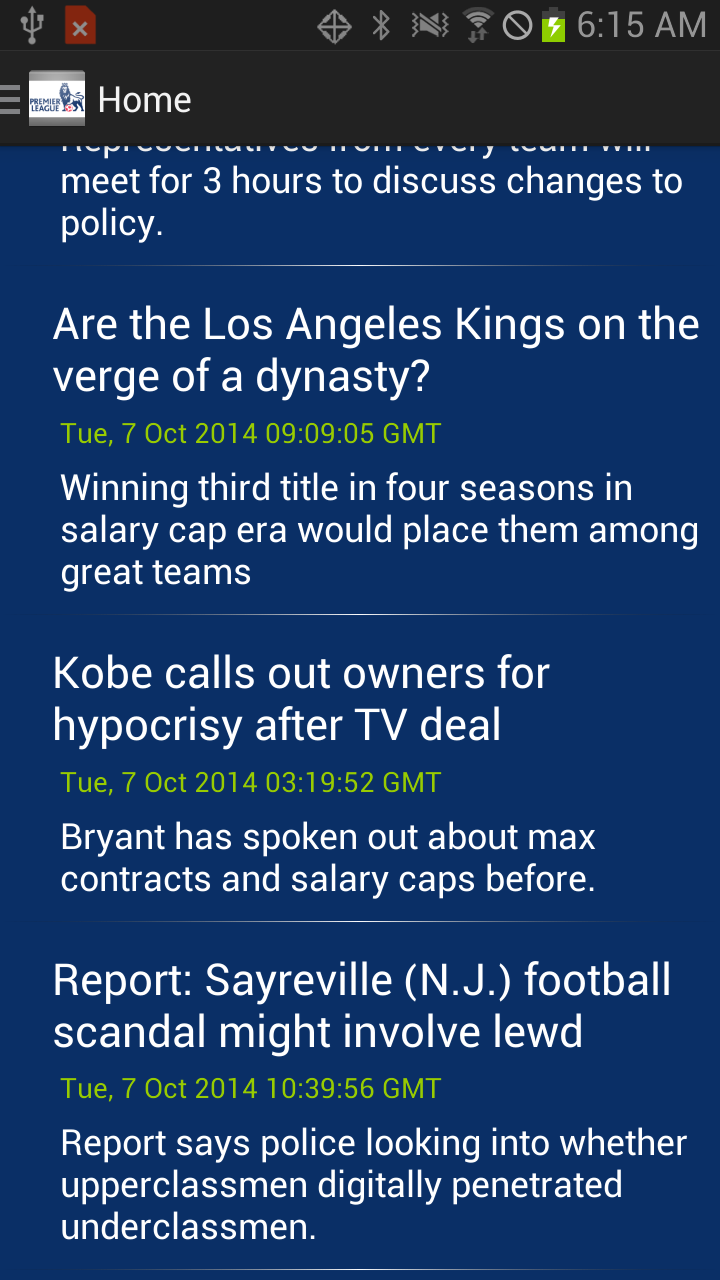 6:15 AM
PREMIER
LEAGUE
Home
Representatives from every team will
meet for 3 hours to discuss changes to
policy.
Are the Los Angeles Kings on the
verge of a dynasty?
Tue, 7 Oct 2014 09:09:05 GMT
Winning third title in four seasons in
salary cap era would place them among
great teams
Kobe calls out owners for
hypocrisy after TV deal
Tue, 7 Oct 2014 03:19:52 GMT
Bryant has spoken out about max
contracts and salary caps before.
Report: Sayreville (N.J.) football
scandal might involve lewd
Tue, 7 Oct 2014 10:39:56 GMT
Report says police looking into whether
upperclassmen digitally penetrated
underclassmen.